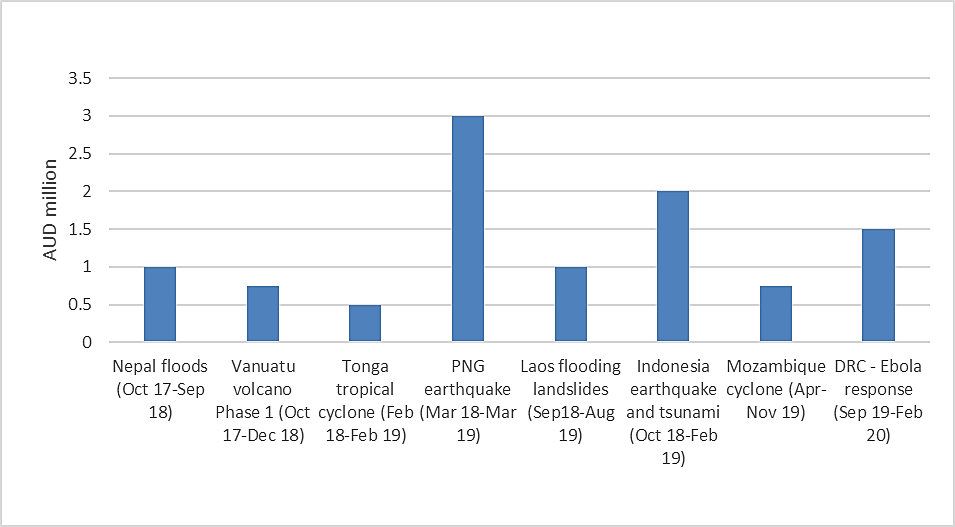 3.5
3
2.5
2
1.5
1
0.5
0
AUD million
Nepal floods
(Oct 17-Sep
18)
Vanuatu
volcano
Phase 1 (Oct
17-Dec 18)
Tonga
tropical
cyclone (Feb
18-Feb 19)
PNG
earthquake
(Mar 18-Mar
19)
Laos flooding
landslides
(Sep18-Aug
19)
Indonesia
earthquake
and tsunami
(Oct 18-Feb
19)
Mozambique
cyclone (Apr-
Nov 19)
DRC - Ebola
response
(Sep 19-Feb
20)